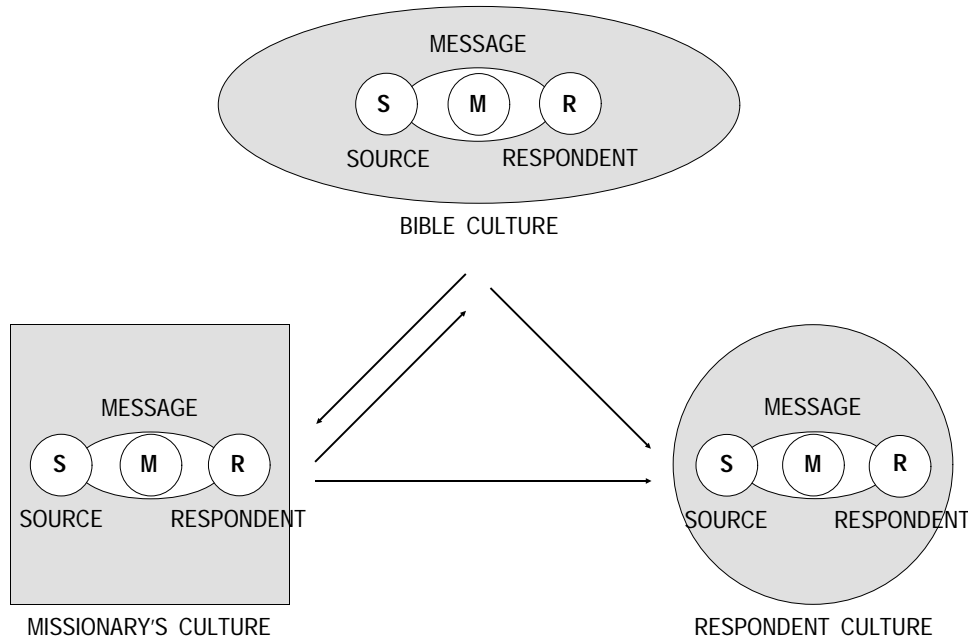 MESSAGE
S M R
SOURCE RESPONDENT
BIBLE CULTURE
MESSAGE
S M R
SOURCE RESPONDENT
MISSIONARY'S CULTURE
MESSAGE
S M R
SOURCE RESPONDENT
RESPONDENT CULTURE